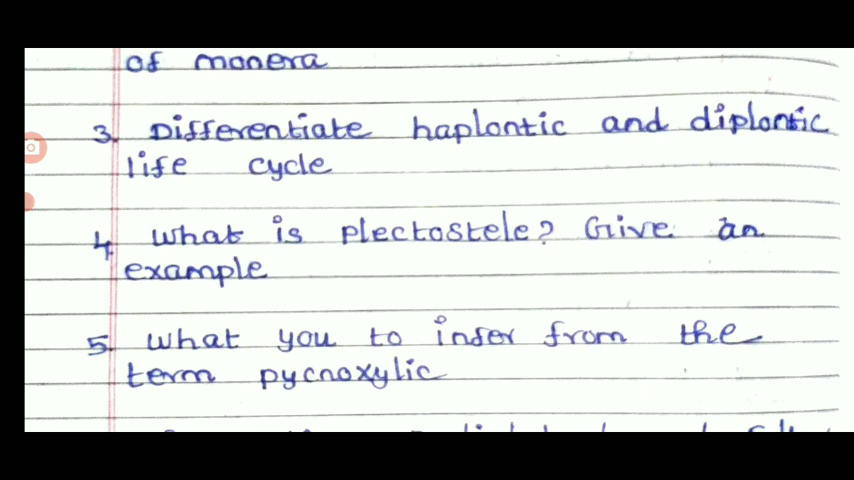 of monera
3. Differentiate haplontic and diplontic
life cycle
4. What is plectostele? Give an
example
5. What you to infer from the
term pycnoxylic